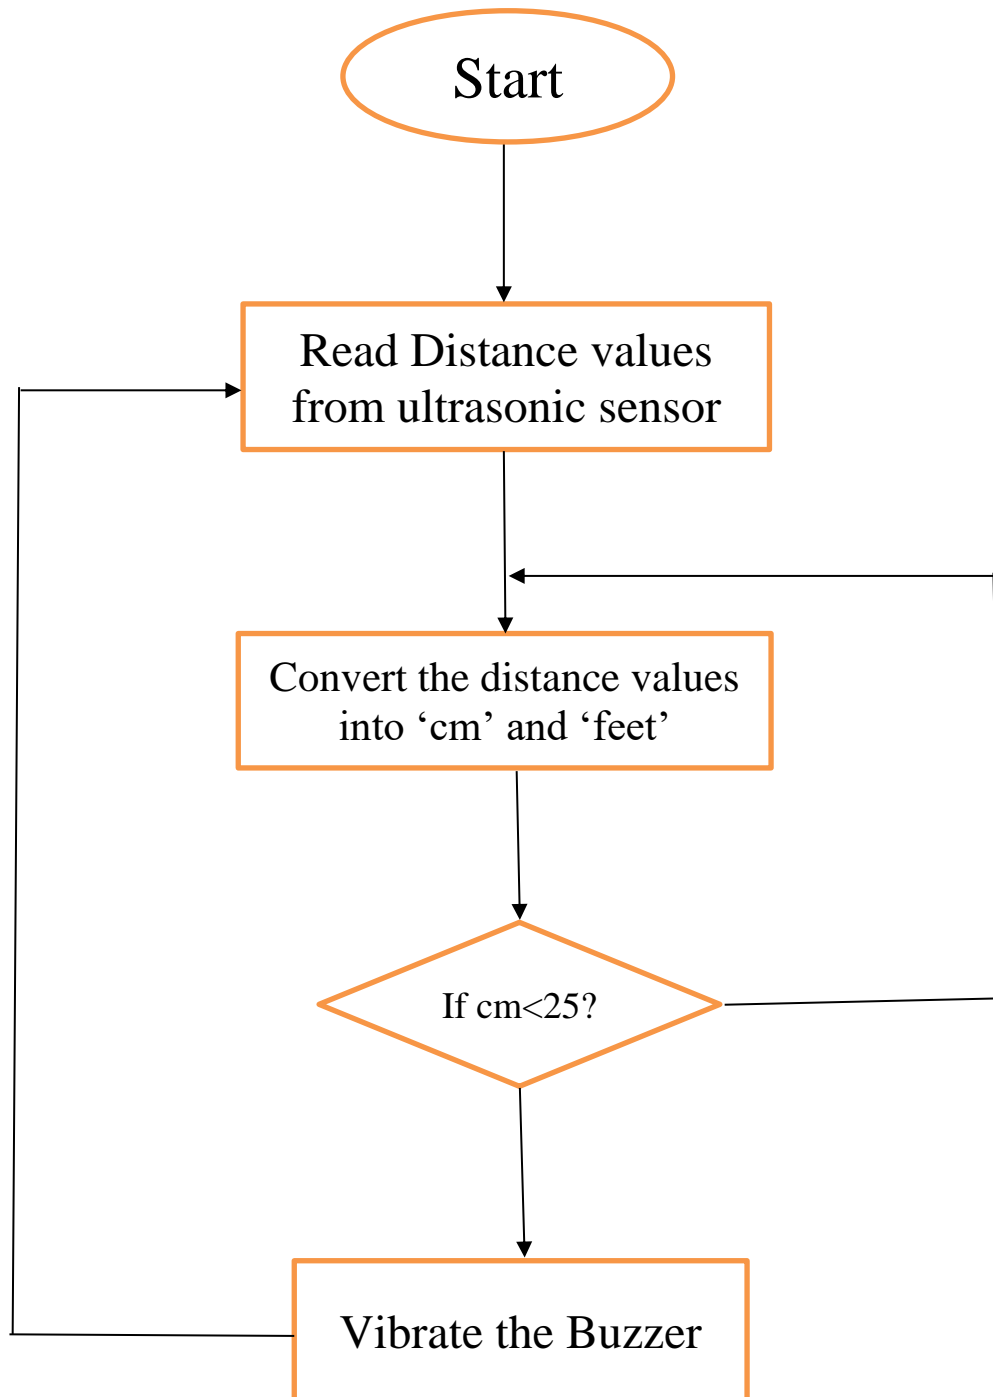 Start
Read Distance values
from ultrasonic sensor
Convert the distance values
into ‘cm’ and ‘feet’
If cm<25?
Vibrate the Buzzer